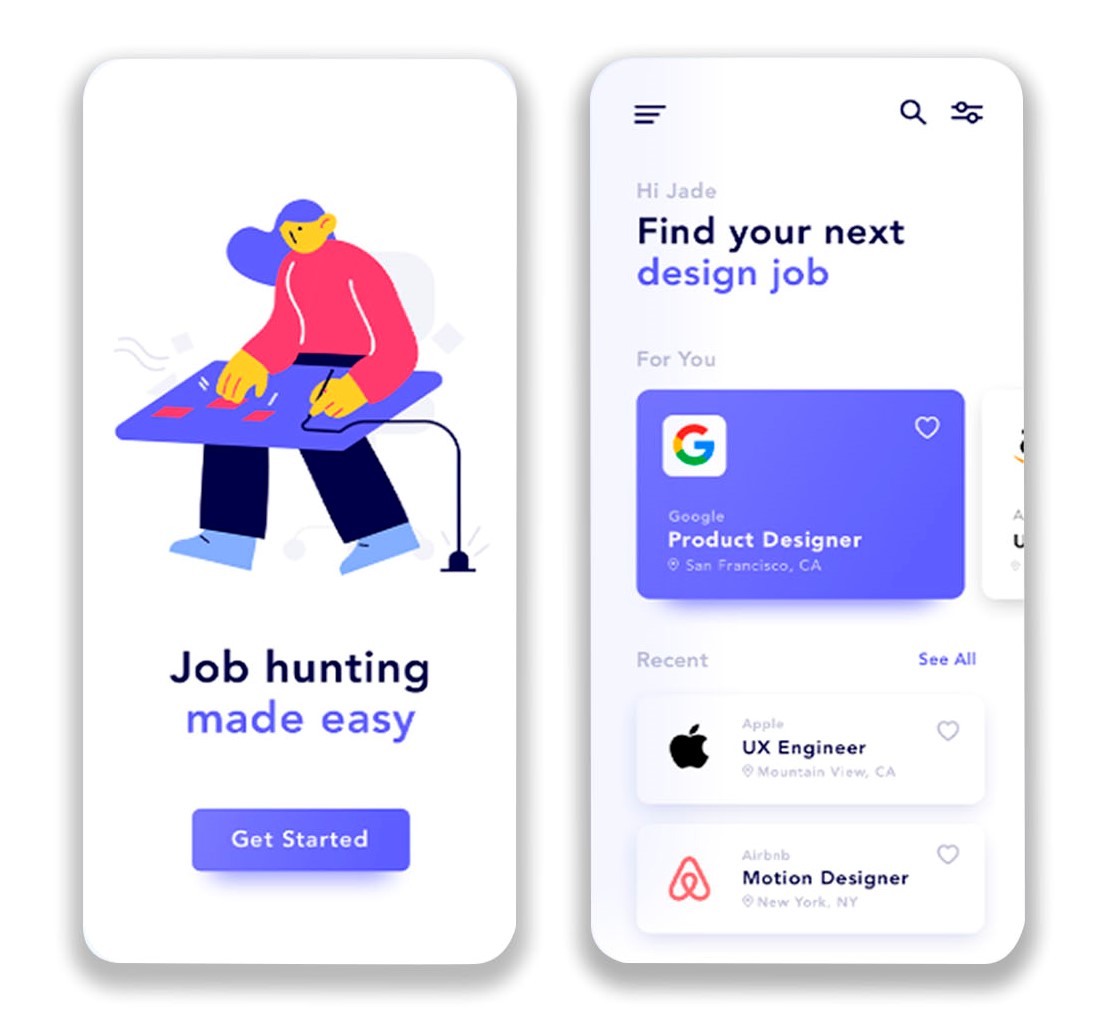 Job hunting
made easy
Get Started
Hi Jade
Find your next
design job
For You
Google
Product Designer
San Francisco, CA
Recent
See All
Apple
UX Engineer
Mountain View, CA
Airbnb
Motion Designer
New York, NY